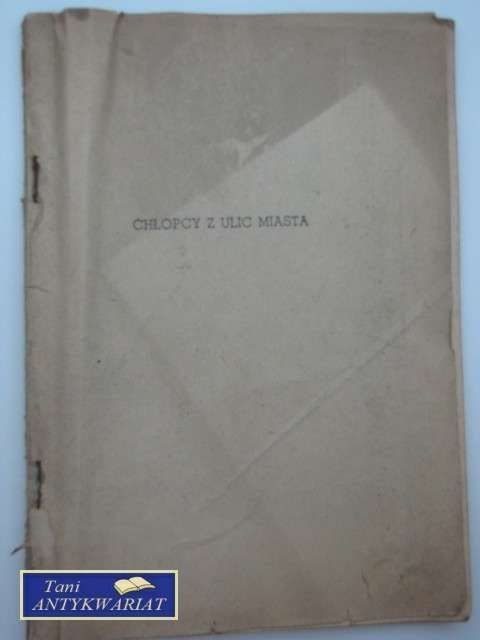 CHŁOPCY Z ULIC MIASTA
Tani
ANTYKWARIAT